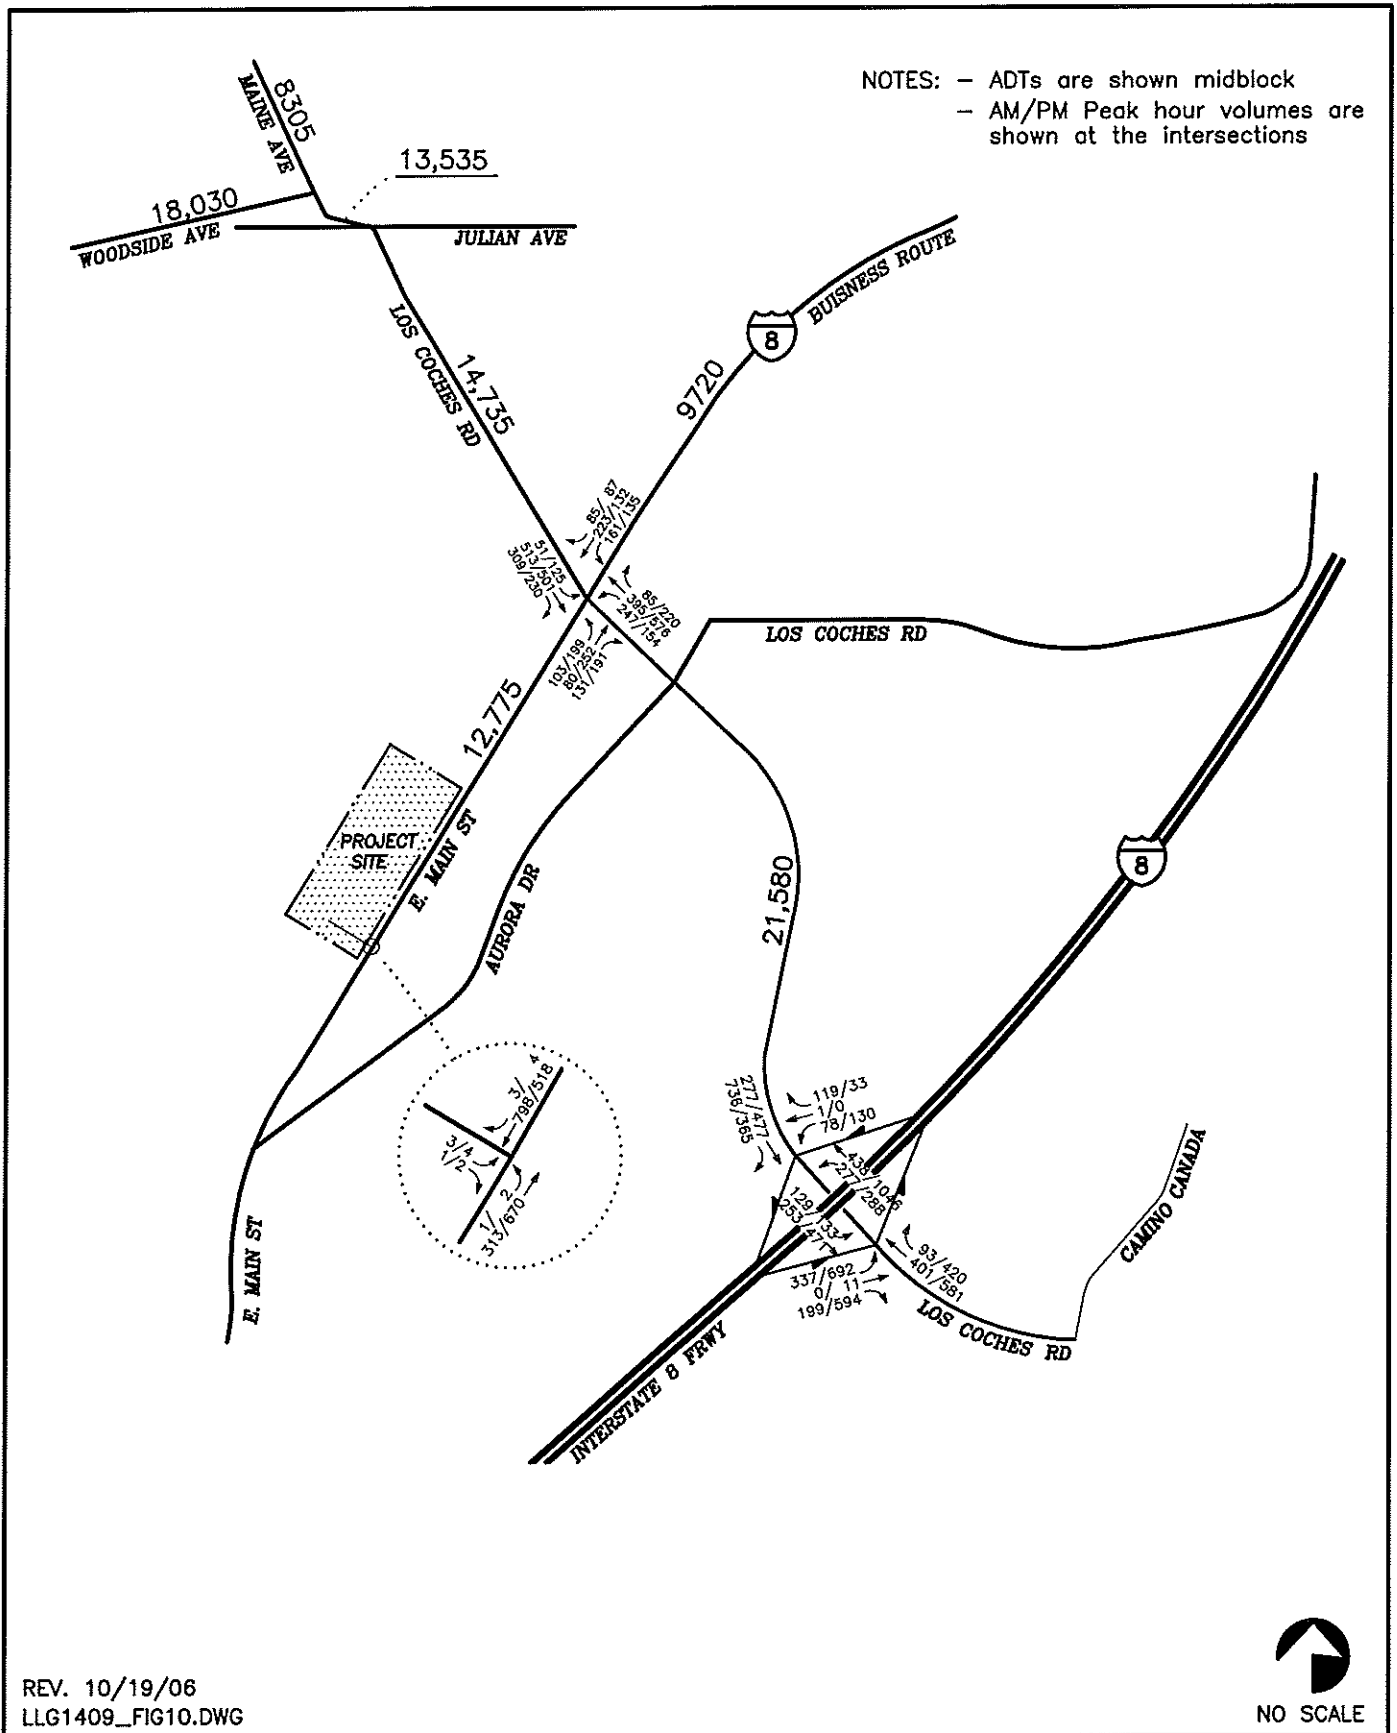 NOTES: – ADTs are shown midblock
– AM/PM Peak hour volumes are
shown at the intersections
8305
MAINE AVE
13,535
18,030
WOODSIDE AVE
JULIAN AVE
BUISNESS ROUTE
8
LOS COCHES RD
14,735
9720
85/ 87
223/132
161/135
51/125
513/501
309/230
85/220
395/576
247/154
103/199
80/252
131/191
LOS COCHES RD
12,775
PROJECT
SITE
E. MAIN ST
AURORA DR
21,580
8
3/ 4
798/518
3/4
1/2
1/ 2
313/670
277/477
738/365
119/33
1/0
78/130
438/1046
277/288
129/133
253/471
337/692
0/ 11
199/594
93/420
401/581
CAMINO CANADA
LOS COCHES RD
E. MAIN ST
INTERSTATE 8 FRWY
REV. 10/19/06
LLG1409_FIG10.DWG
NO SCALE